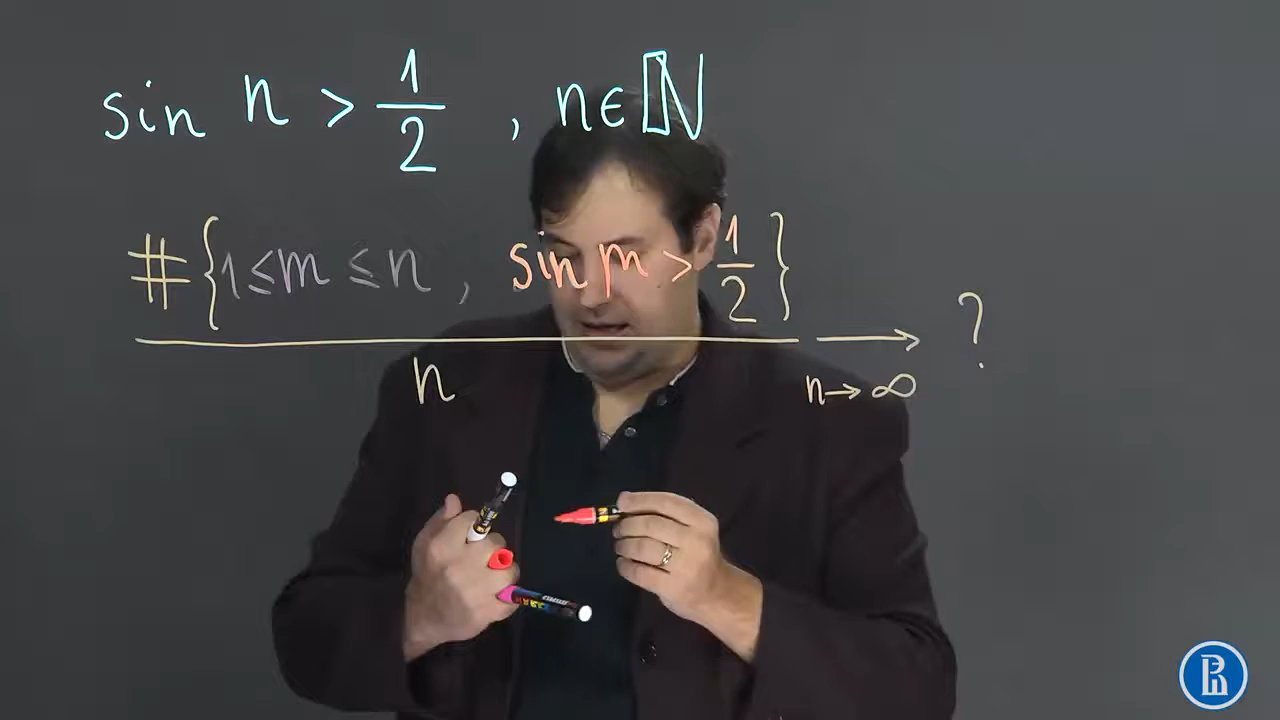 sin n > 1/2 , n ∈ ℕ
#{1 ≤ m ≤ n , sin m > 1/2}
n
n → ∞
?